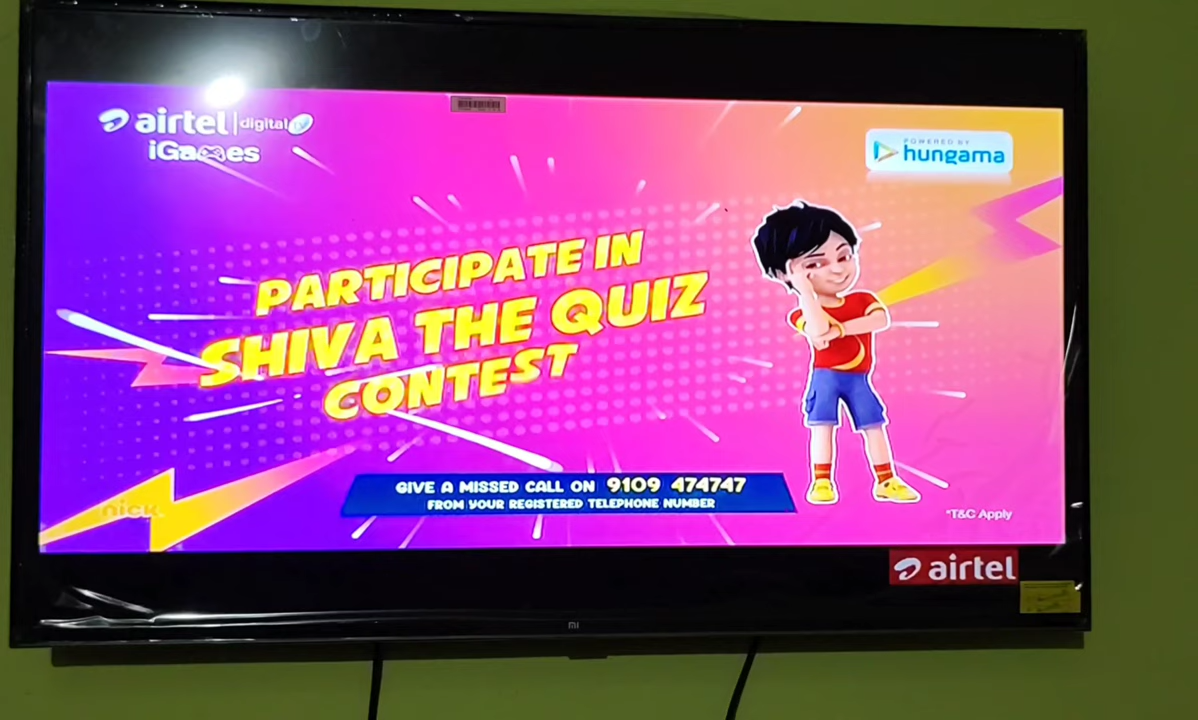 airtel | digital TV
iGames
POWERED BY
hungama
PARTICIPATE IN
SHIVA THE QUIZ
CONTEST
GIVE A MISSED CALL ON 9109 474747
FROM YOUR REGISTERED TELEPHONE NUMBER
nick
*T&C Apply
airtel
MI